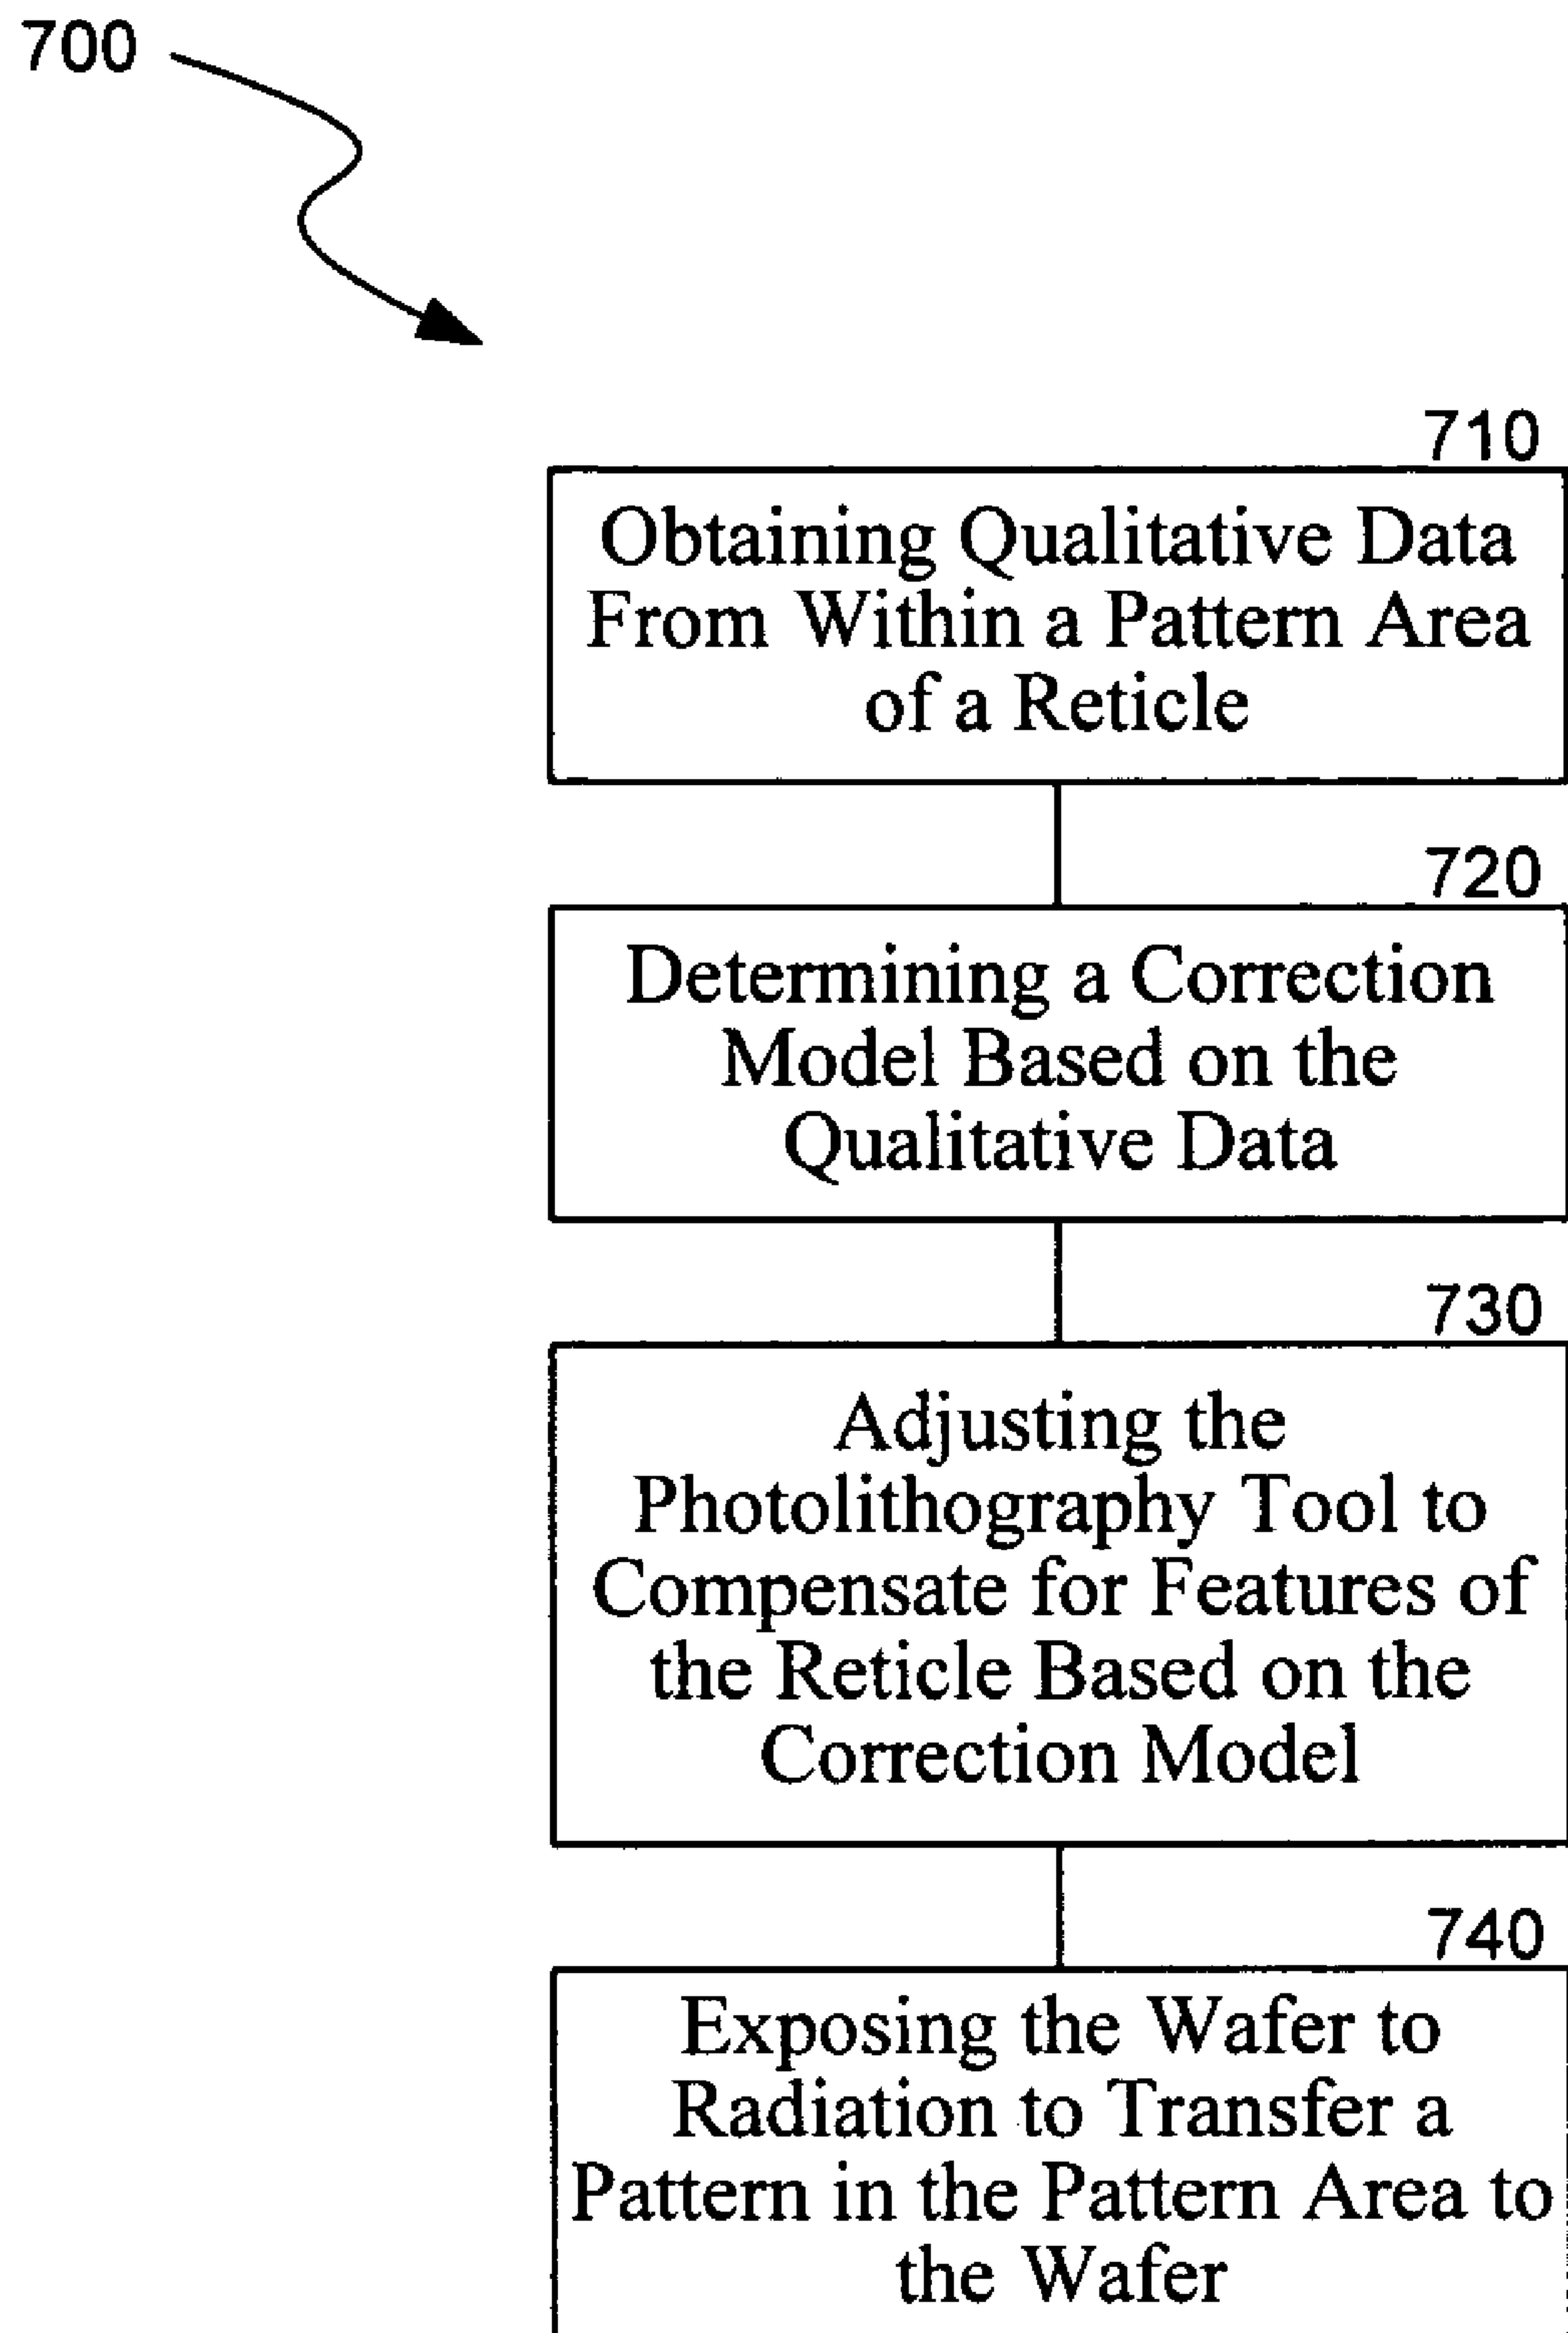 700
710
Obtaining Qualitative Data
From Within a Pattern Area
of a Reticle
720
Determining a Correction
Model Based on the
Qualitative Data
730
Adjusting the
Photolithography Tool to
Compensate for Features of
the Reticle Based on the
Correction Model
740
Exposing the Wafer to
Radiation to Transfer a
Pattern in the Pattern Area to
the Wafer